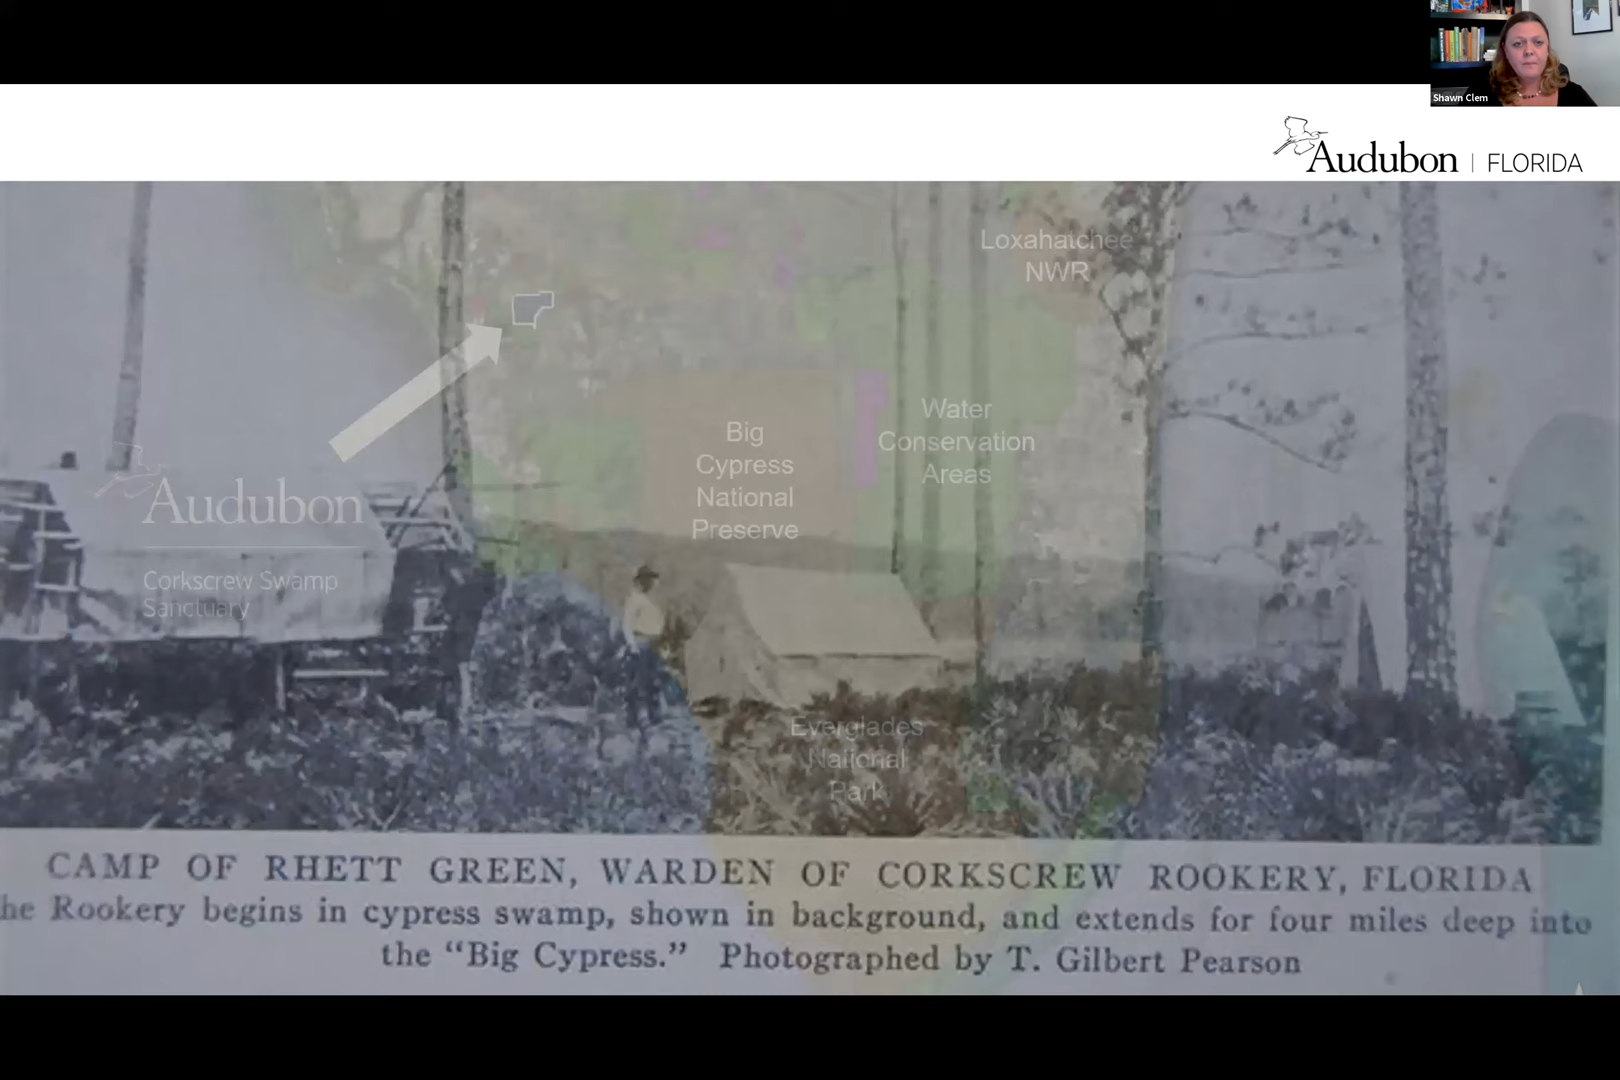 Shawn Clem
Audubon | FLORIDA
Loxahatchee
NWR
Water
Conservation
Areas
Big
Cypress
National
Preserve
Audubon
Corkscrew Swamp
Sanctuary
Everglades
National
Park
CAMP OF RHETT GREEN, WARDEN OF CORKSCREW ROOKERY, FLORIDA
he Rookery begins in cypress swamp, shown in background, and extends for four miles deep into
the “Big Cypress.” Photographed by T. Gilbert Pearson